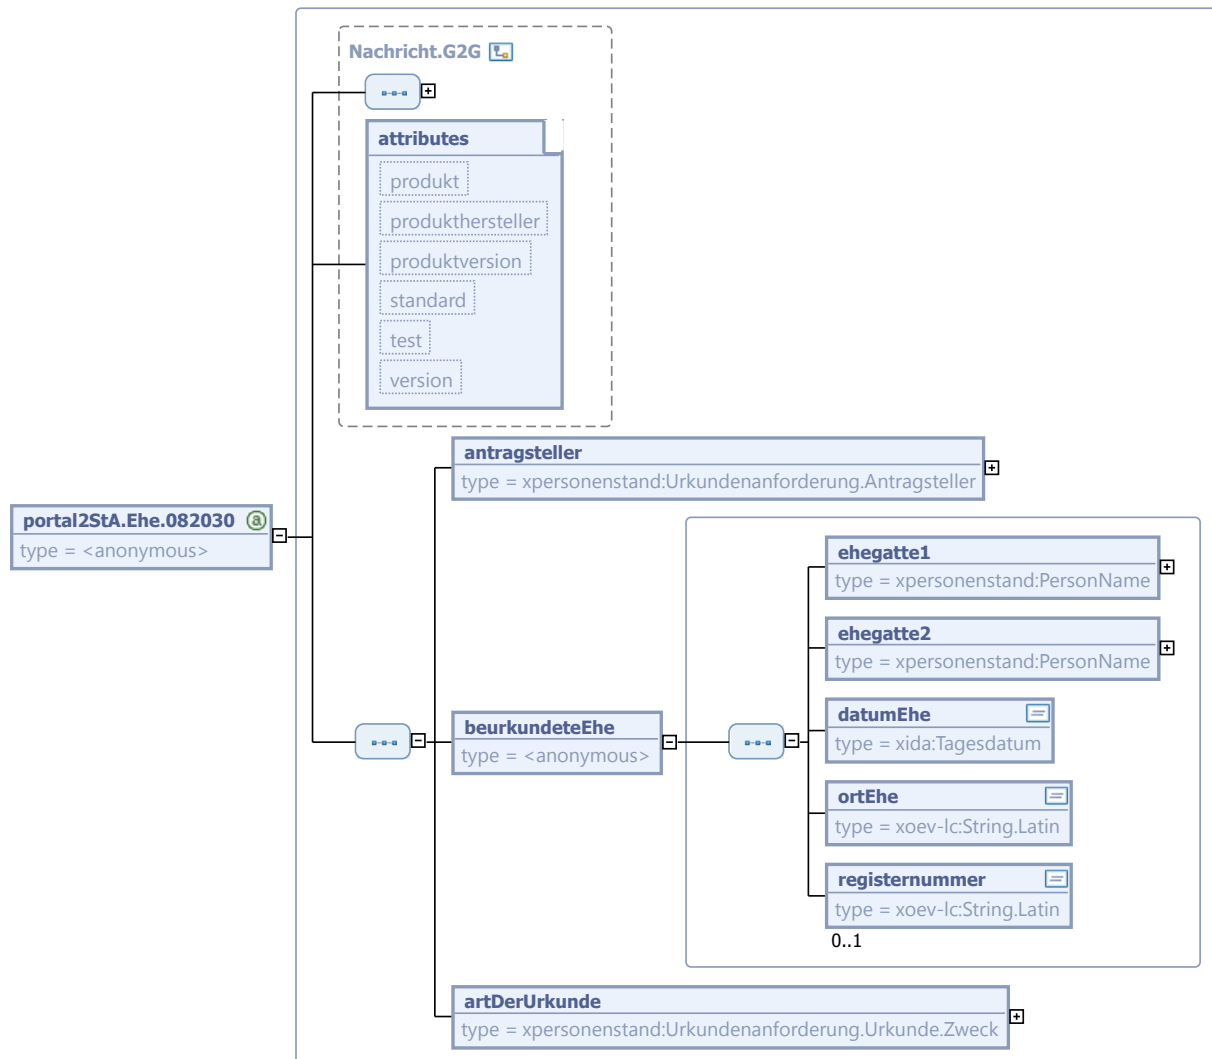 Nachricht.G2G
attributes
produkt
produkthersteller
produktversion
standard
test
version
antragsteller
type = xpersonenstand:Urkundenanforderung.Antragsteller
portal2StA.Ehe.082030 a
type = <anonymous>
ehegatte1
type = xpersonenstand:PersonName
ehegatte2
type = xpersonenstand:PersonName
datumEhe
type = xida:Tagesdatum
beurkundeteEhe
type = <anonymous>
ortEhe
type = xoev-lc:String.Latin
registernummer
type = xoev-lc:String.Latin
0..1
artDerUrkunde
type = xpersonenstand:Urkundenanforderung.Urkunde.Zweck